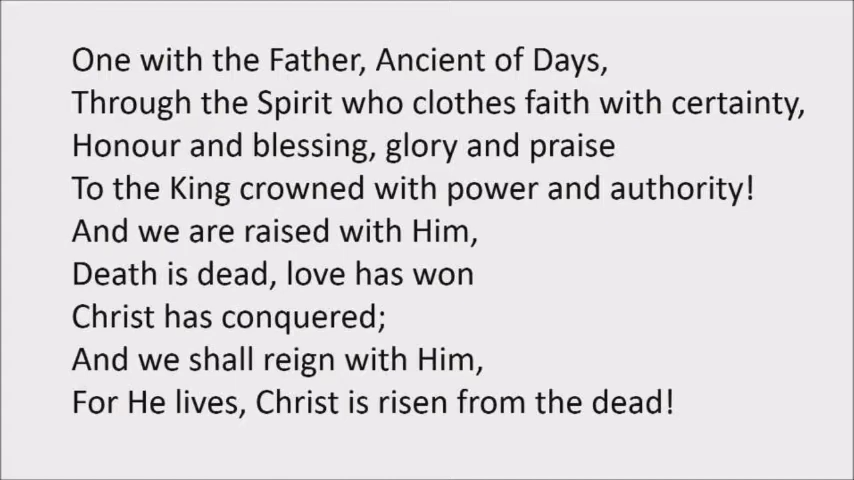 One with the Father, Ancient of Days,
Through the Spirit who clothes faith with certainty,
Honour and blessing, glory and praise
To the King crowned with power and authority!
And we are raised with Him,
Death is dead, love has won
Christ has conquered;
And we shall reign with Him,
For He lives, Christ is risen from the dead!